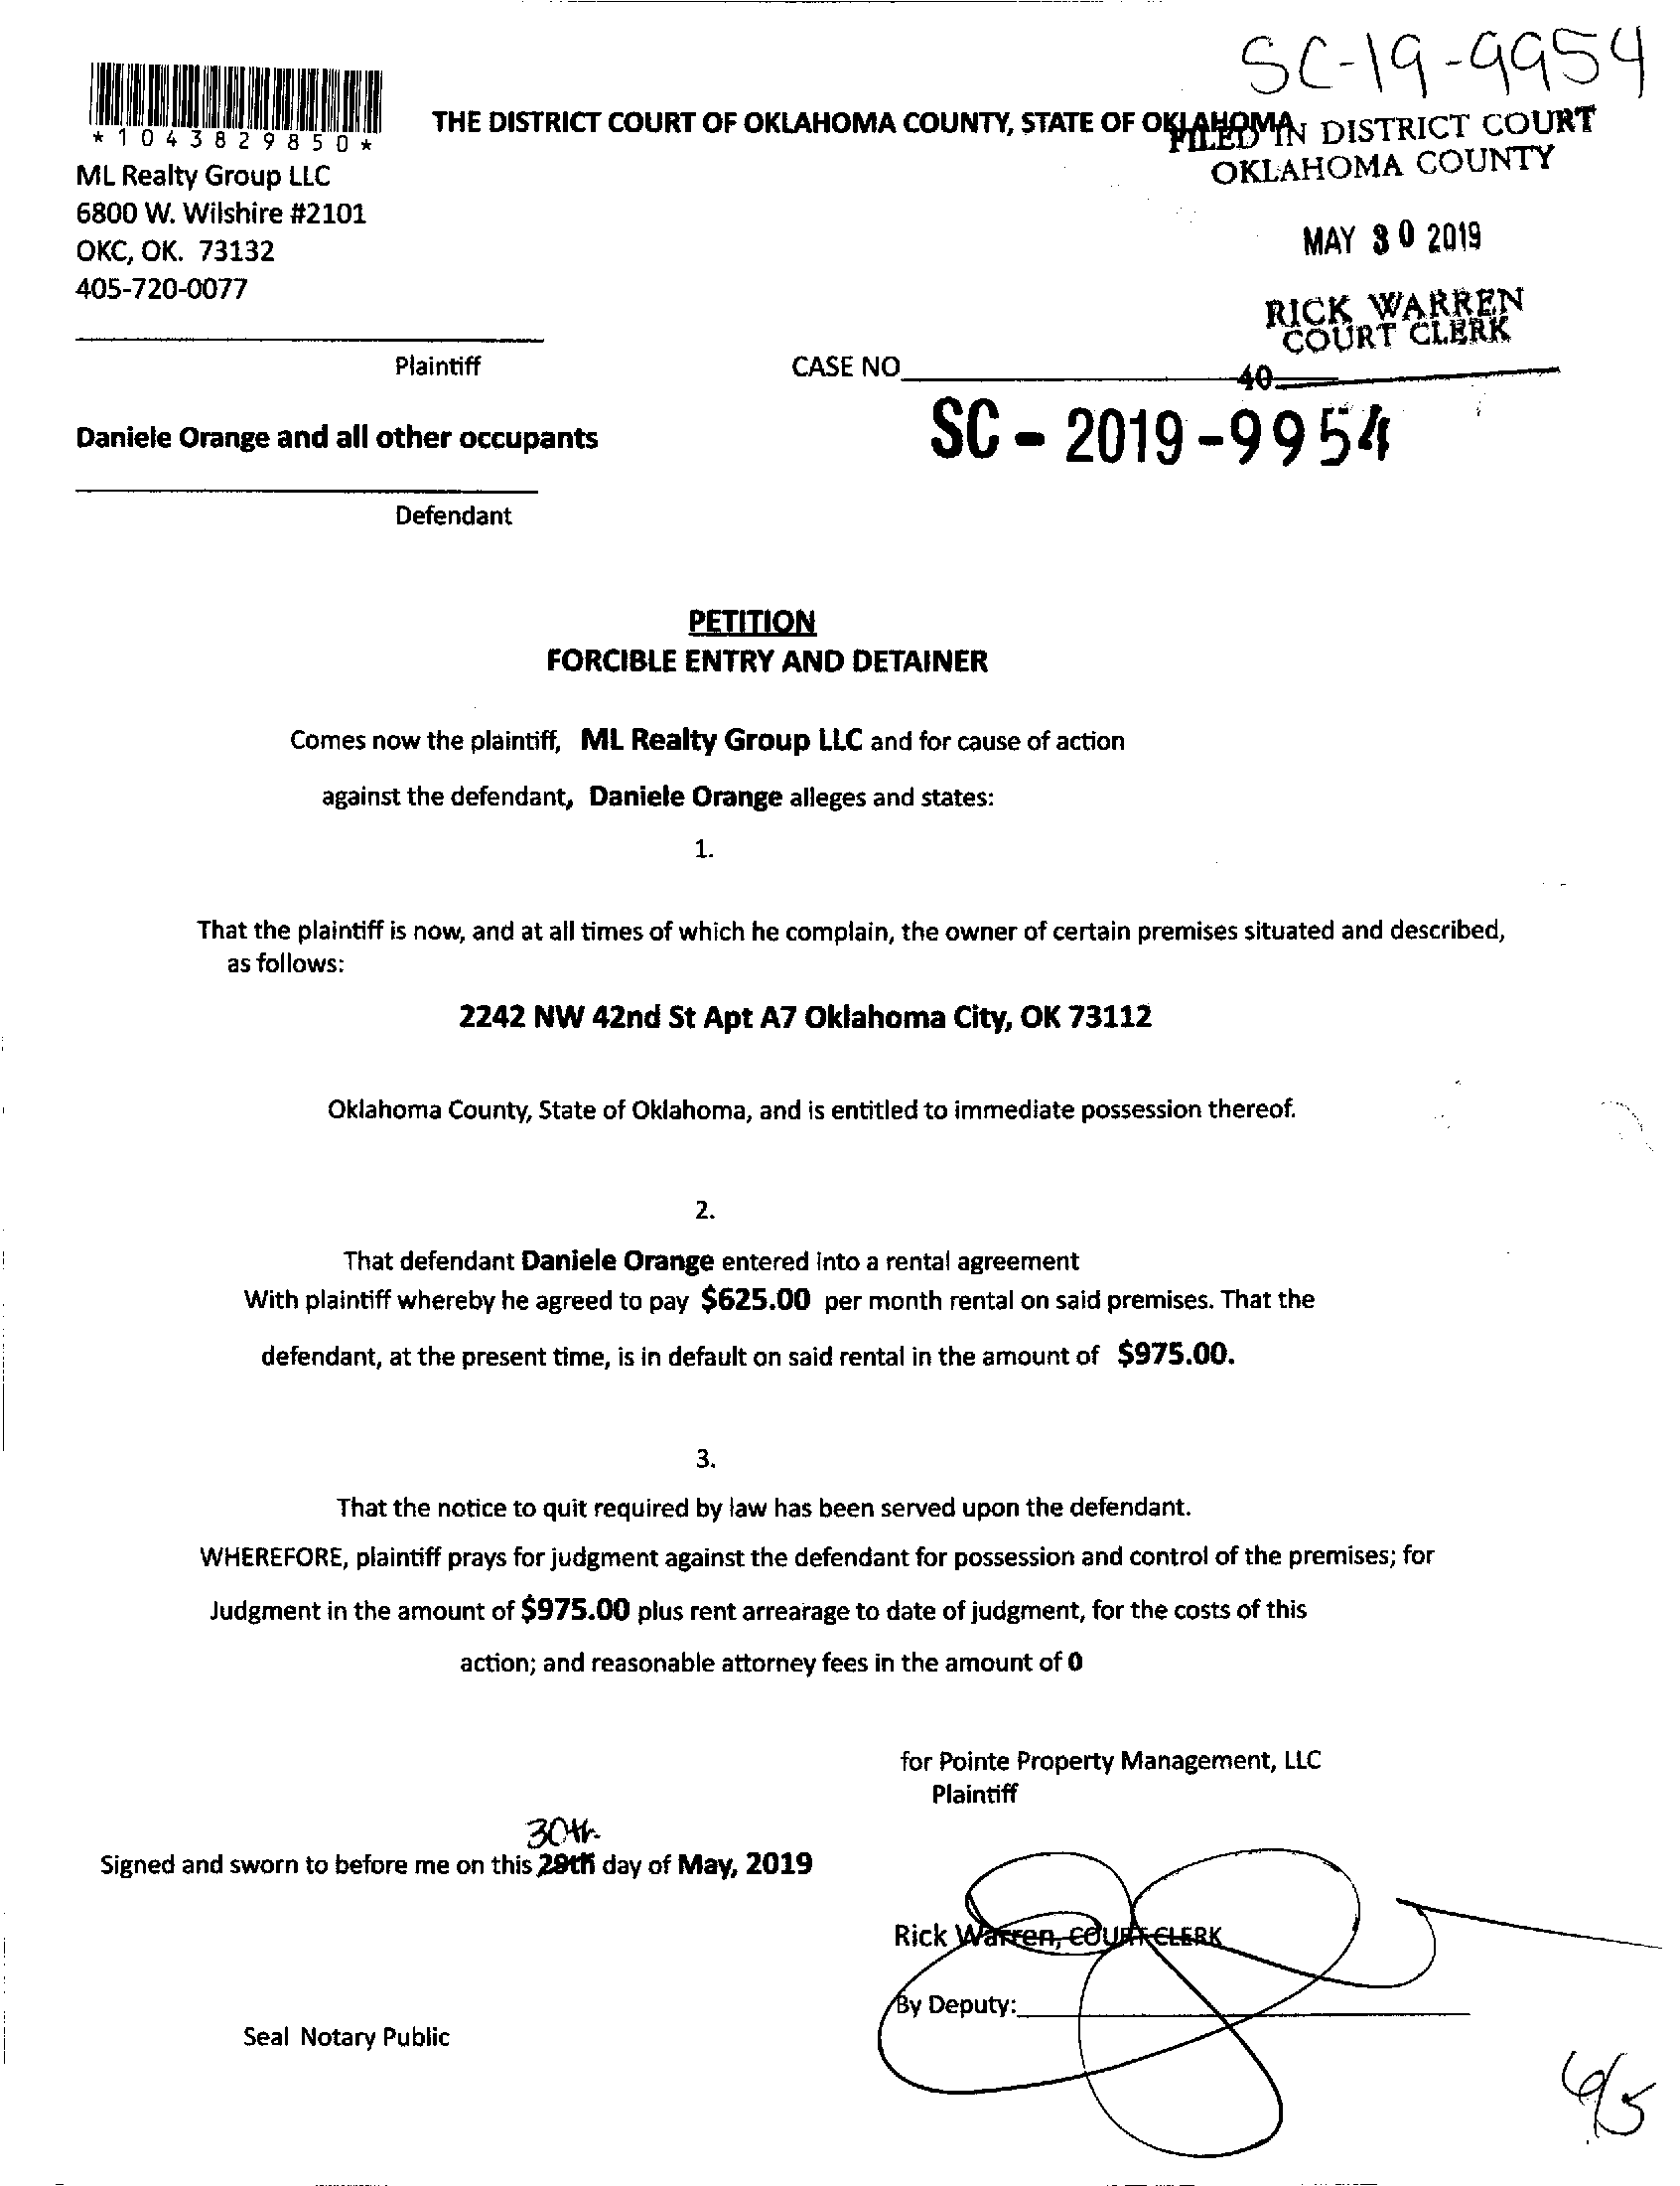 SC-19-9954
*1043829850*
THE DISTRICT COURT OF OKLAHOMA COUNTY, STATE OF OKLAHOMA
FILED IN DISTRICT COURT
OKLAHOMA COUNTY
ML Realty Group LLC
6800 W. Wilshire #2101
OKC, OK. 73132
405-720-0077
MAY 30 2019
RICK WARREN
COURT CLERK
Plaintiff
CASE NO
40
Daniele Orange and all other occupants
SC - 2019 - 9954
Defendant
PETITION
FORCIBLE ENTRY AND DETAINER
Comes now the plaintiff, ML Realty Group LLC and for cause of action
against the defendant, Daniele Orange alleges and states:
1.
That the plaintiff is now, and at all times of which he complain, the owner of certain premises situated and described,
as follows:
2242 NW 42nd St Apt A7 Oklahoma City, OK 73112
Oklahoma County, State of Oklahoma, and is entitled to immediate possession thereof.
2.
That defendant Daniele Orange entered into a rental agreement
With plaintiff whereby he agreed to pay $625.00 per month rental on said premises. That the
defendant, at the present time, is in default on said rental in the amount of $975.00.
3.
That the notice to quit required by law has been served upon the defendant.
WHEREFORE, plaintiff prays for judgment against the defendant for possession and control of the premises; for
Judgment in the amount of $975.00 plus rent arrearage to date of judgment, for the costs of this
action; and reasonable attorney fees in the amount of 0
for Pointe Property Management, LLC
Plaintiff
30th
Signed and sworn to before me on this 29th day of May, 2019
Rick Warren, COURT CLERK
By Deputy:
Seal Notary Public
6/5